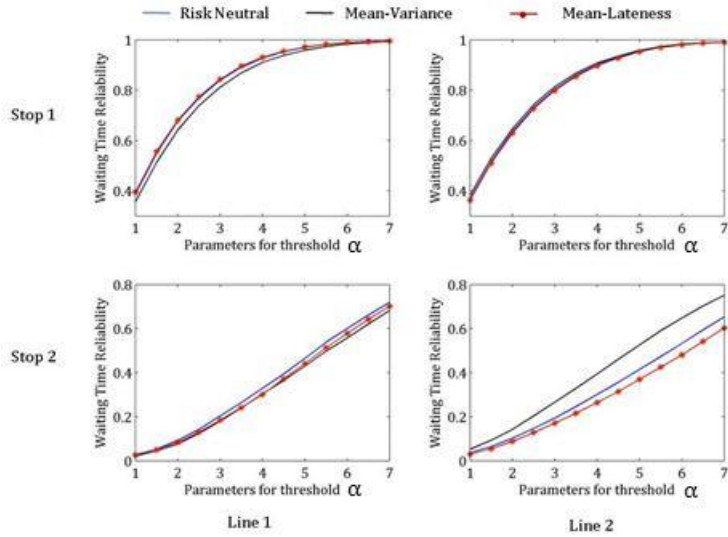 Risk Neutral
Mean-Variance
Mean-Lateness
Stop 1
Waiting Time Reliability
1
0.8
0.6
0.4
1 2 3 4 5 6 7
Parameters for threshold α
Waiting Time Reliability
1
0.8
0.6
0.4
1 2 3 4 5 6 7
Parameters for threshold α
Stop 2
Waiting Time Reliability
0.8
0.6
0.4
0.2
0
1 2 3 4 5 6 7
Parameters for threshold α
Waiting Time Reliability
0.8
0.6
0.4
0.2
0
1 2 3 4 5 6 7
Parameters for threshold α
Line 1
Line 2